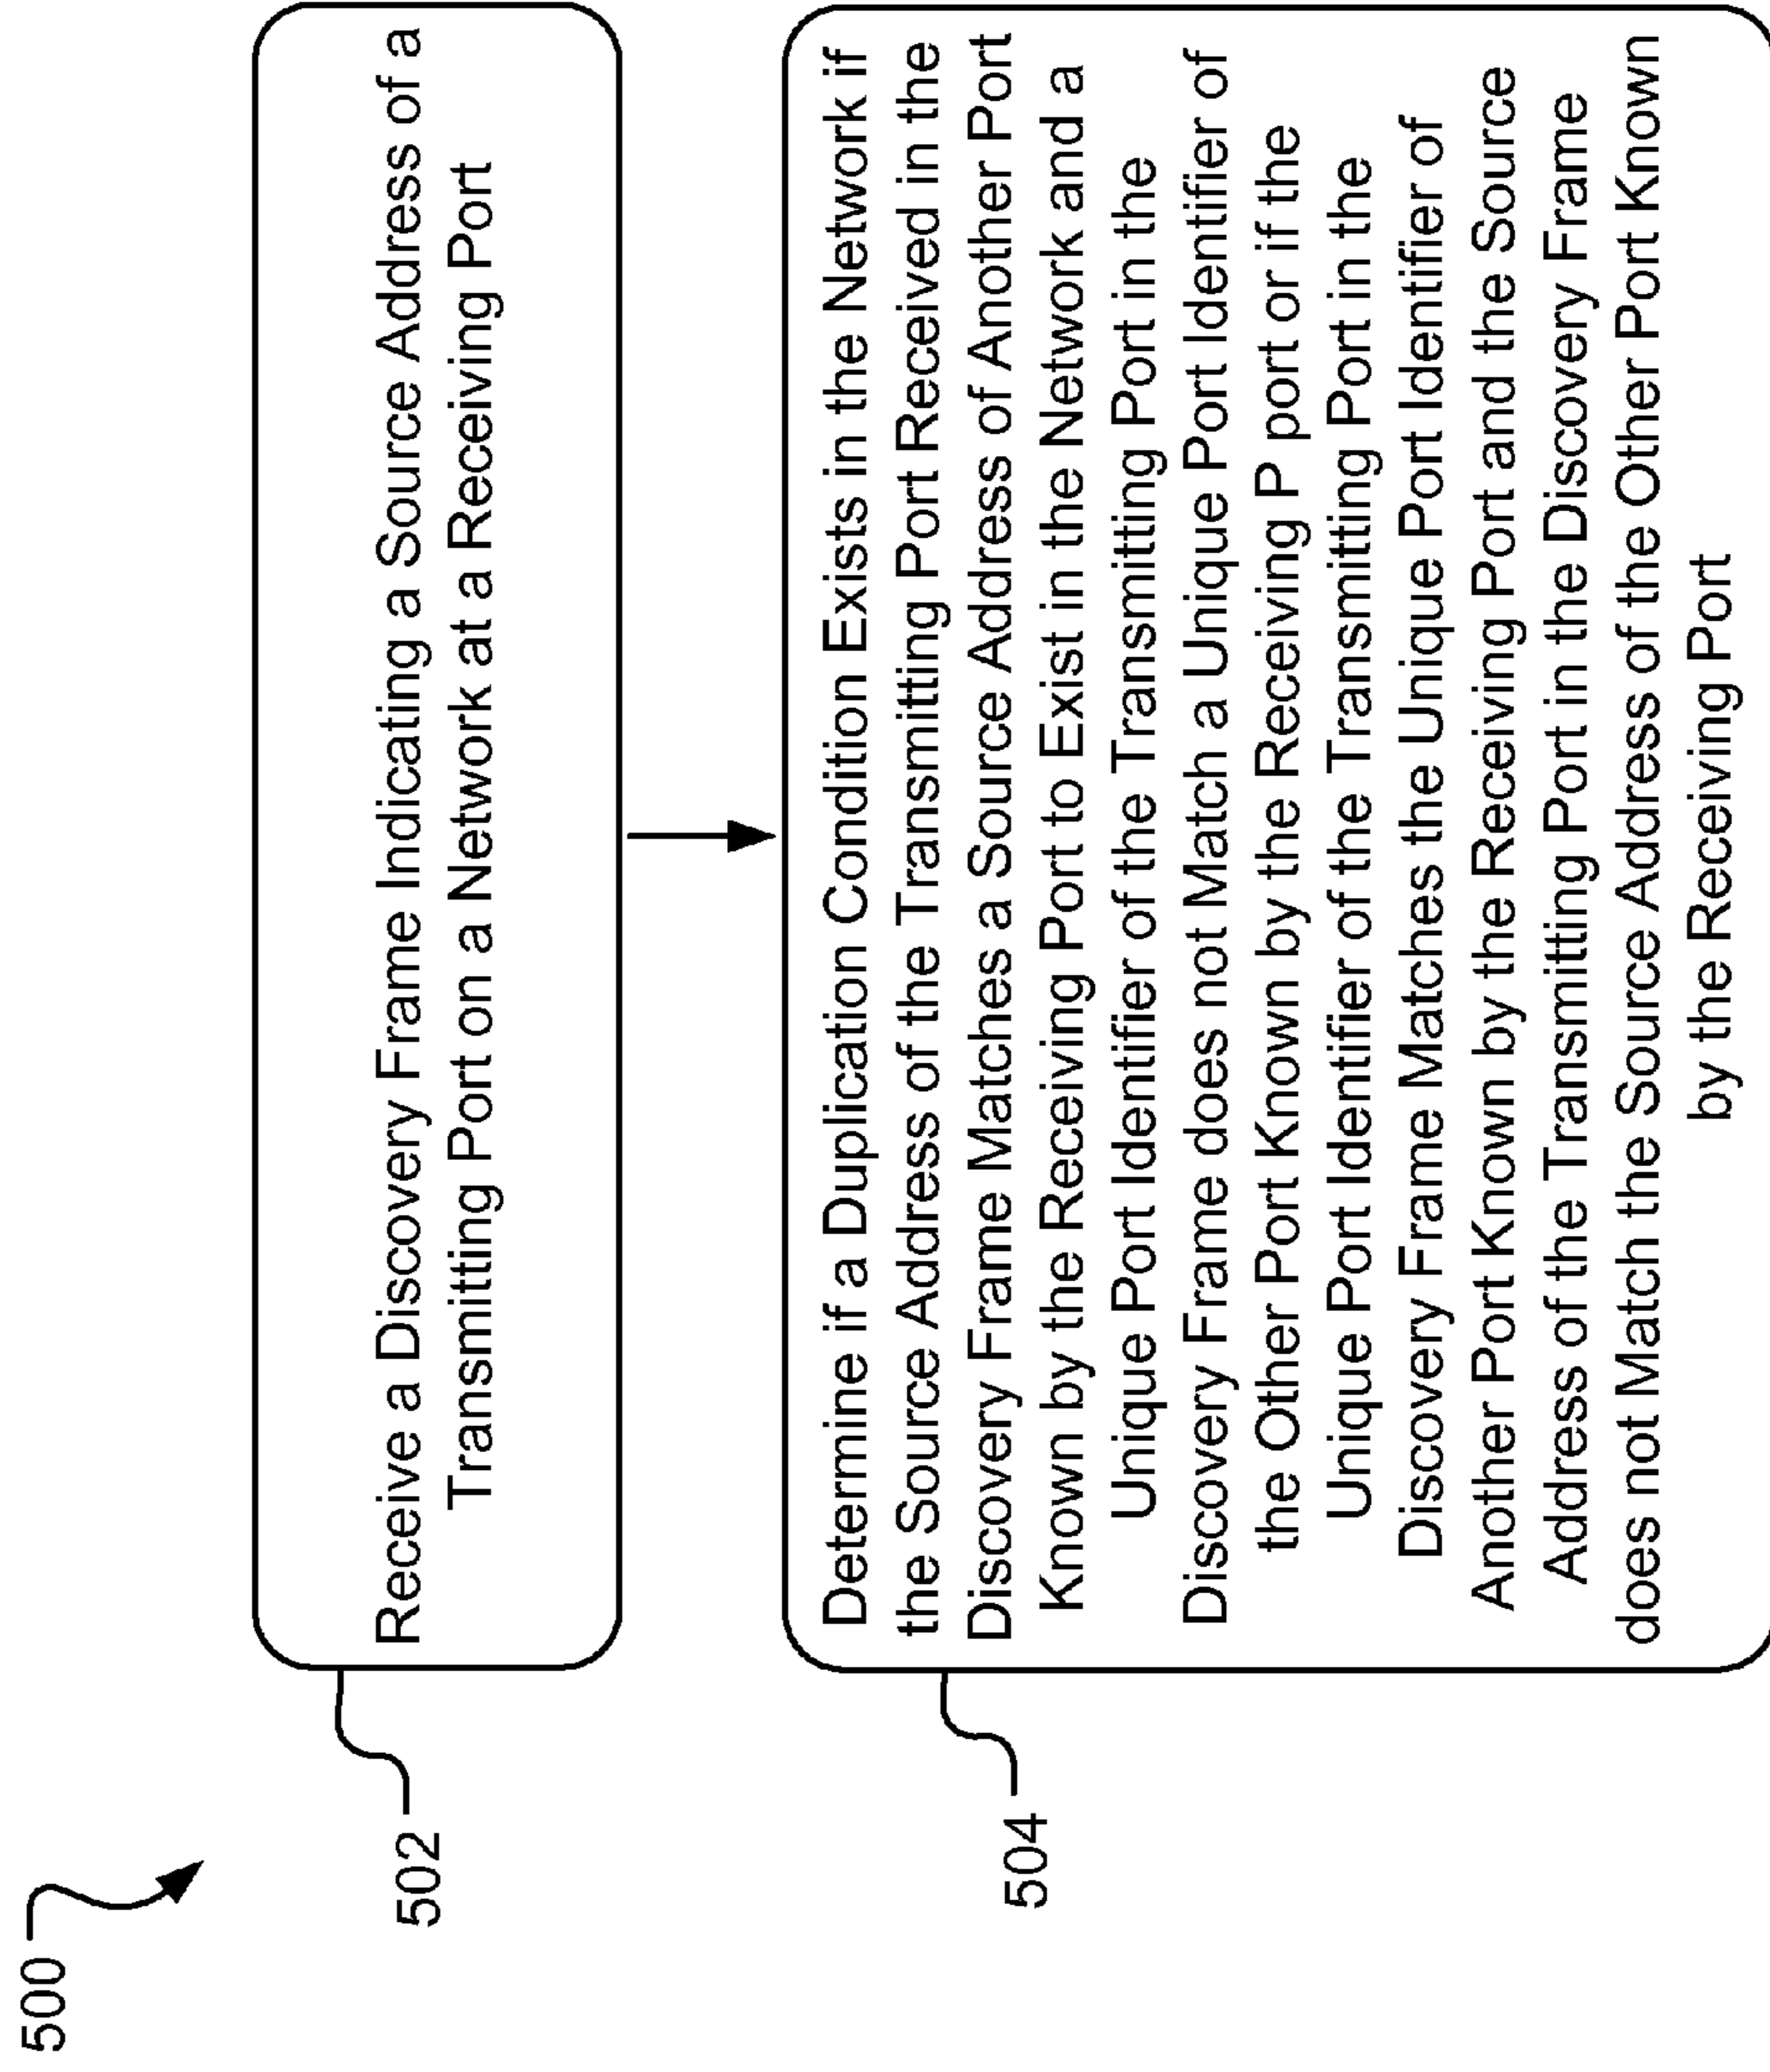 500
502
Receive a Discovery Frame Indicating a Source Address of a
Transmitting Port on a Network at a Receiving Port
504
Determine if a Duplication Condition Exists in the Network if
the Source Address of the Transmitting Port Received in the
Discovery Frame Matches a Source Address of Another Port
Known by the Receiving Port to Exist in the Network and a
Unique Port Identifier of the Transmitting Port in the
Discovery Frame does not Match a Unique Port Identifier of
the Other Port Known by the Receiving P port or if the
Unique Port Identifier of the Transmitting Port in the
Discovery Frame Matches the Unique Port Identifier of
Another Port Known by the Receiving Port and the Source
Address of the Transmitting Port in the Discovery Frame
does not Match the Source Address of the Other Port Known
by the Receiving Port